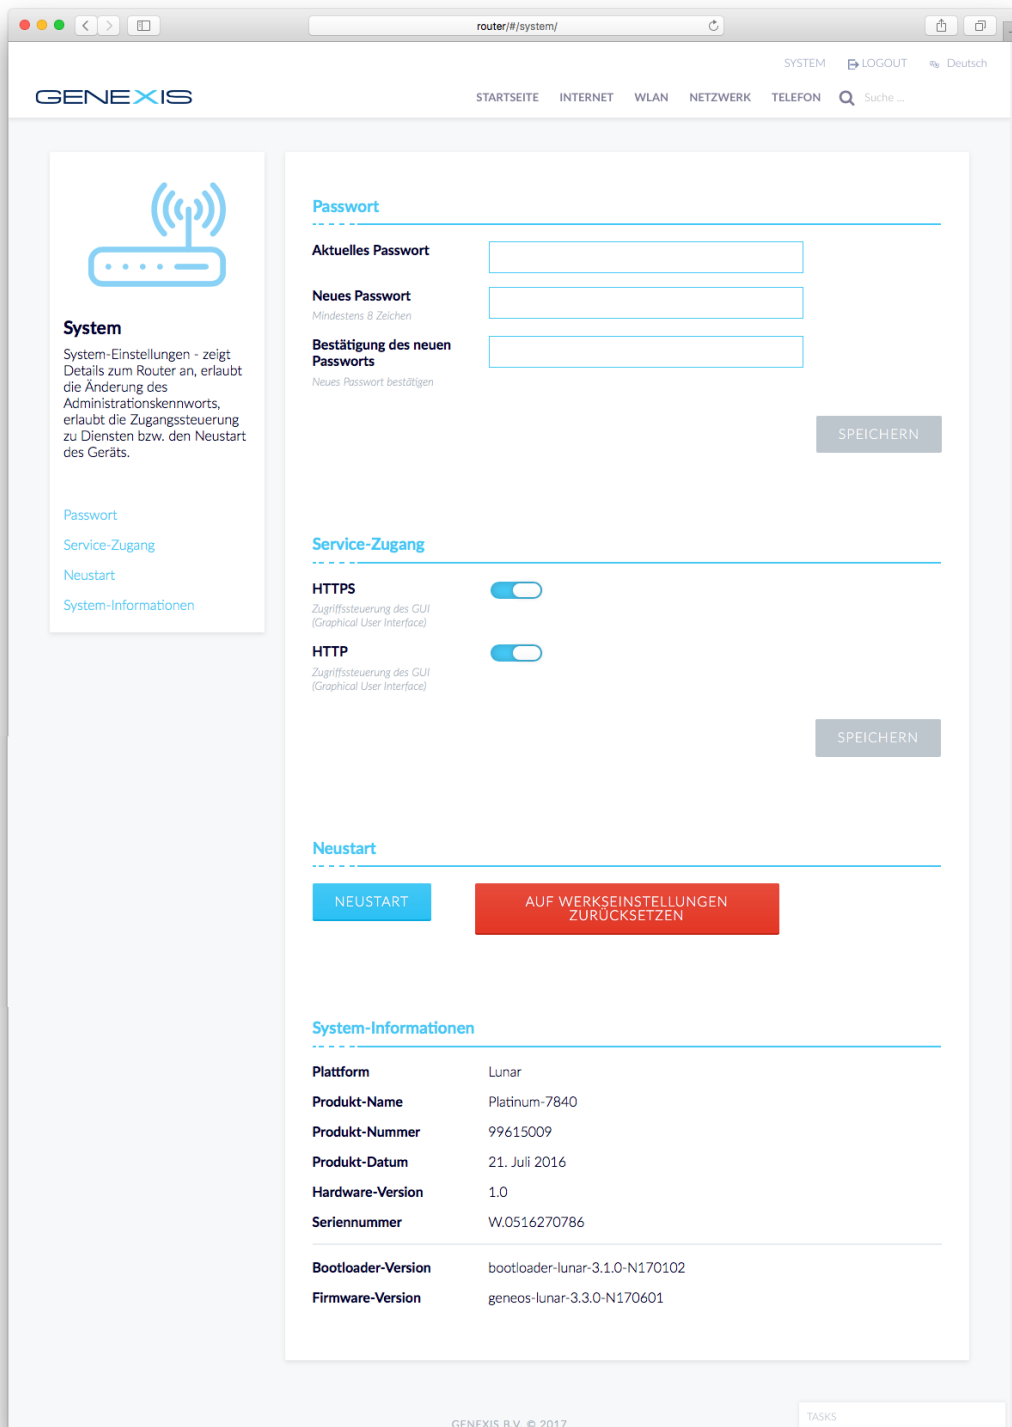 router/#/system/
SYSTEM LOGOUT Deutsch
GENEXIS
STARTSEITE INTERNET WLAN NETZWERK TELEFON Suche ...
System
System-Einstellungen - zeigt
Details zum Router an, erlaubt
die Änderung des
Administrationskennworts,
erlaubt die Zugangssteuerung
zu Diensten bzw. den Neustart
des Geräts.
Passwort
Service-Zugang
Neustart
System-Informationen
Passwort
Aktuelles Passwort
Neues Passwort
Mindestens 8 Zeichen
Bestätigung des neuen
Passworts
Neues Passwort bestätigen
SPEICHERN
Service-Zugang
HTTPS
Zugriffssteuerung des GUI
(Graphical User Interface)
HTTP
Zugriffssteuerung des GUI
(Graphical User Interface)
SPEICHERN
Neustart
NEUSTART
AUF WERKSEINSTELLUNGEN
ZURÜCKSETZEN
System-Informationen
Plattform Lunar
Produkt-Name Platinum-7840
Produkt-Nummer 99615009
Produkt-Datum 21. Juli 2016
Hardware-Version 1.0
Seriennummer W.0516270786
Bootloader-Version bootloader-lunar-3.1.0-N170102
Firmware-Version geneos-lunar-3.3.0-N170601
GENEXIS B.V. © 2017
TASKS